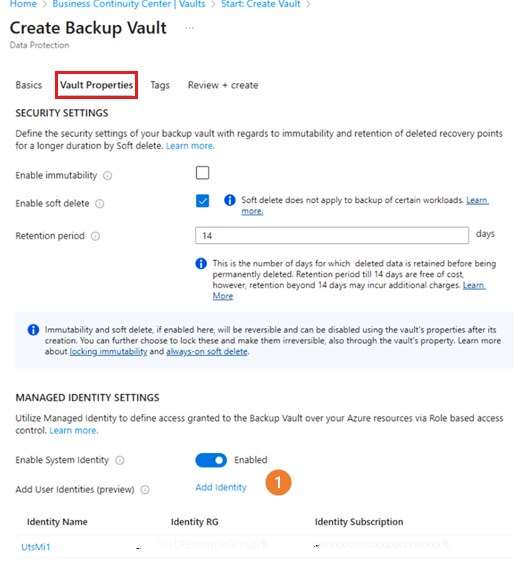 Home > Business Continuity Center | Vaults > Start: Create Vault >
Create Backup Vault ...
Data Protection
Basics Vault Properties Tags Review + create
SECURITY SETTINGS
Define the security settings of your backup vault with regards to immutability and retention of deleted recovery points
for a longer duration by Soft delete. Learn more.
Enable immutability
Enable soft delete
Soft delete does not apply to backup of certain workloads. Learn
more.
Retention period
14
days
This is the number of days for which deleted data is retained before being
permanently deleted. Retention period till 14 days are free of cost,
however, retention beyond 14 days may incur additional charges. Learn
More
Immutability and soft delete, if enabled here, will be reversible and can be disabled using the vault's properties after its
creation. You can further choose to lock these and make them irreversible, also through the vault's property. Learn more
about locking immutability and always-on soft delete.
MANAGED IDENTITY SETTINGS
Utilize Managed Identity to define access granted to the Backup Vault over your Azure resources via Role based access
control. Learn more.
Enable System Identity
Enabled
Add User Identities (preview)
Add Identity
1
Identity Name Identity RG Identity Subscription
UtsMi1 TestResourceGroup¶